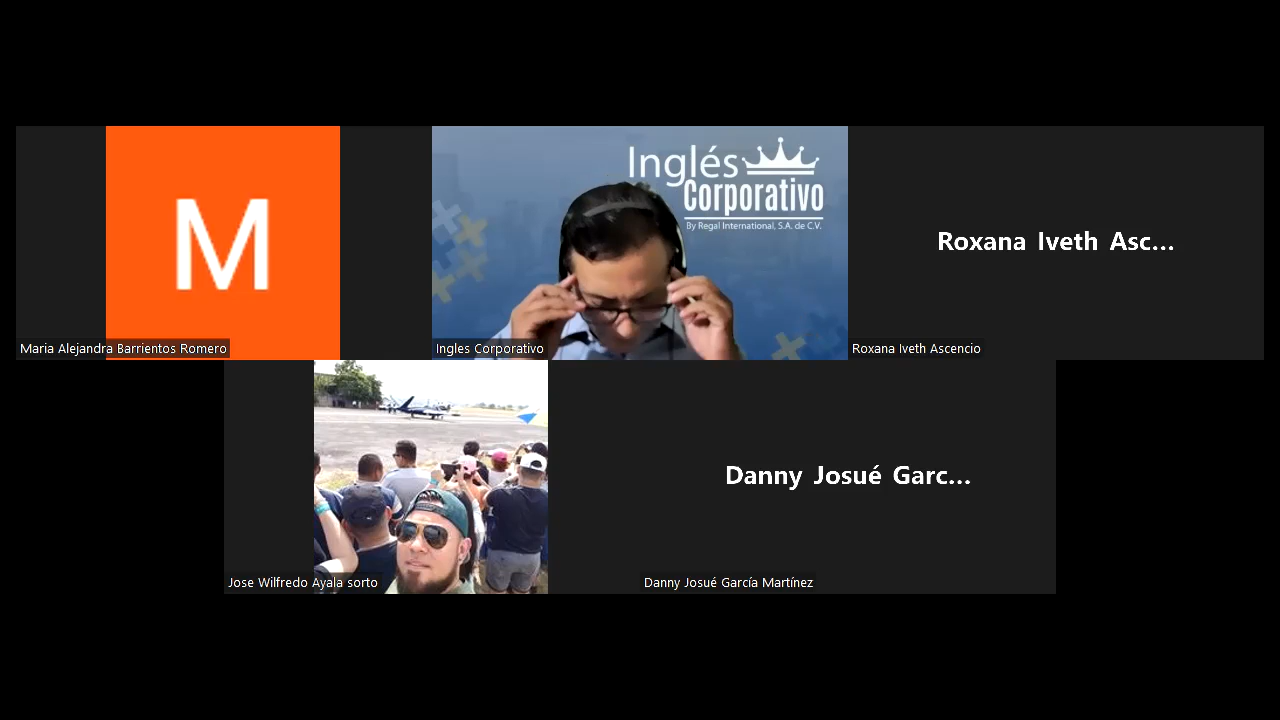 M
Maria Alejandra Barrientos Romero
Inglés
Corporativo
By Regal International, S.A. de C.V.
Ingles Corporativo
Roxana Iveth Asc...
Roxana Iveth Ascencio
Jose Wilfredo Ayala sorto
Danny Josué Garc...
Danny Josué García Martínez